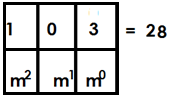 1 0 3 = 28
m² m¹ m⁰